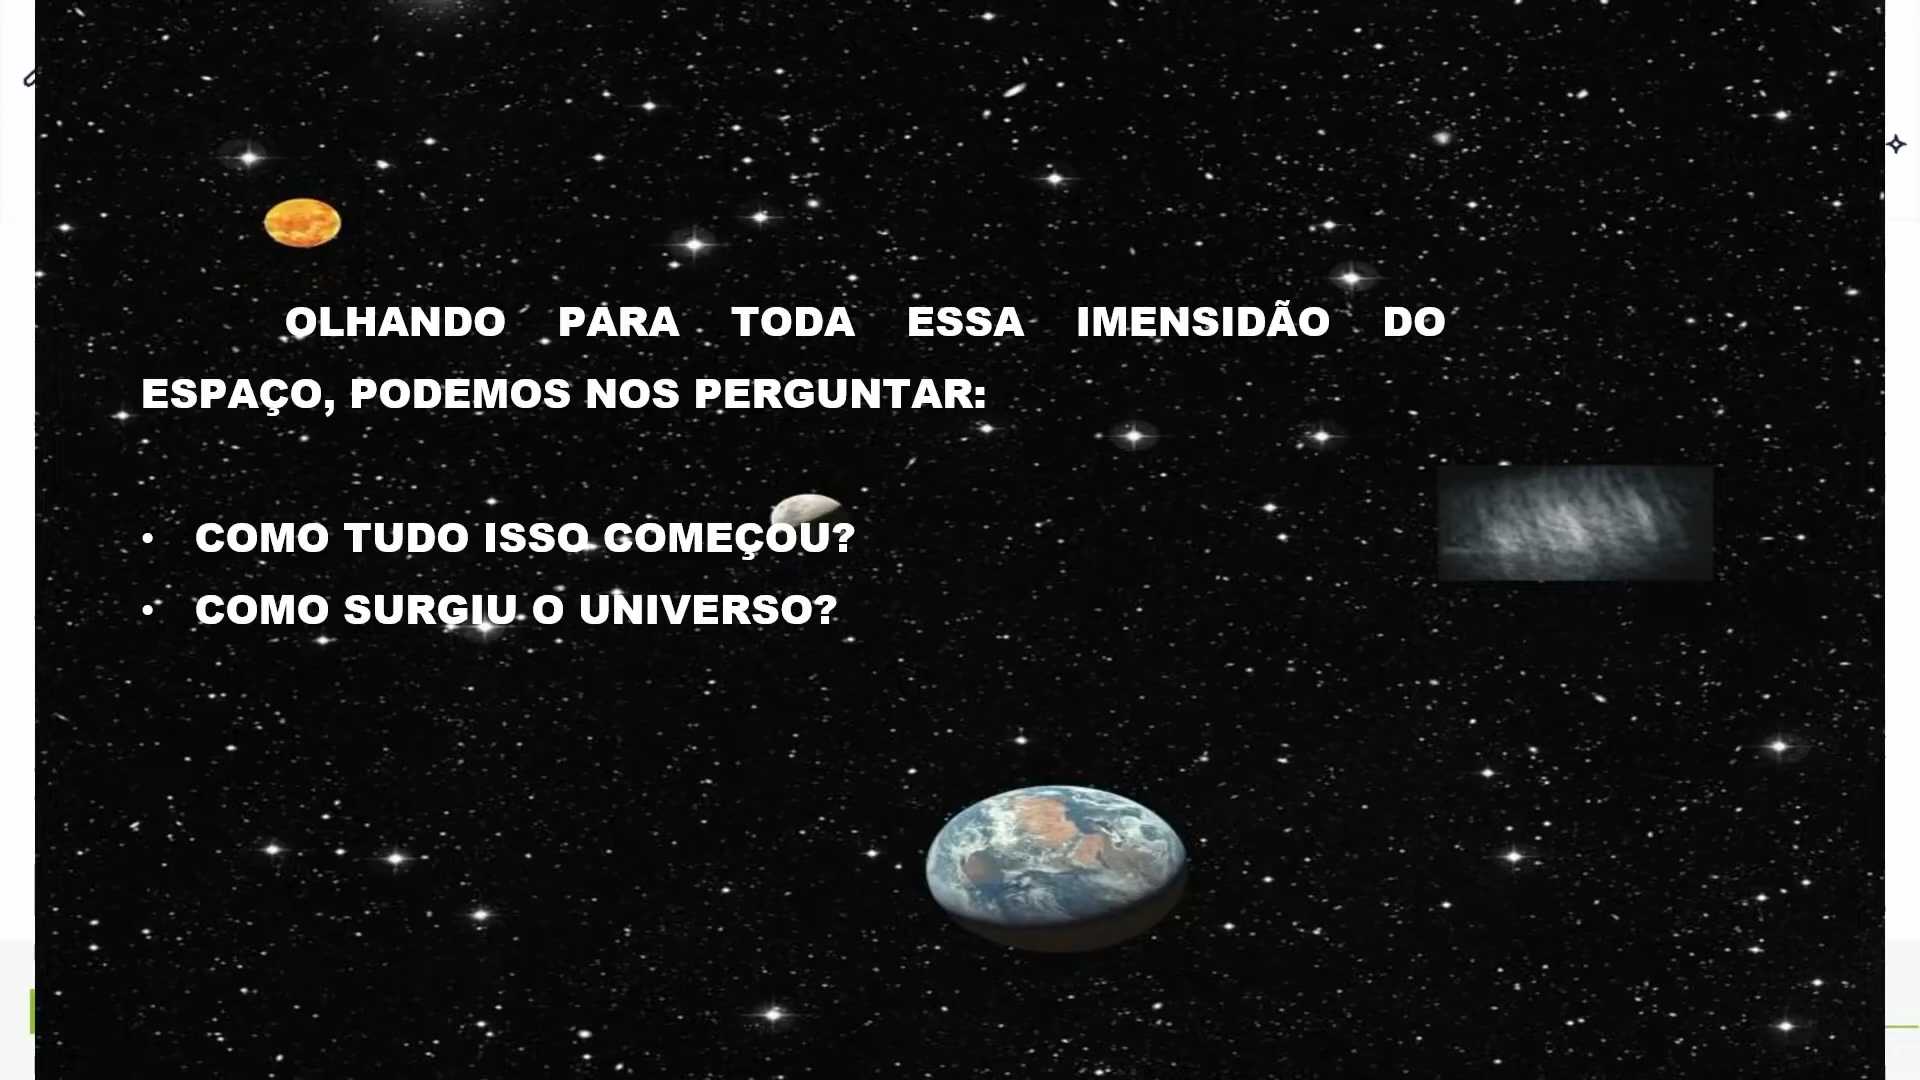 OLHANDO PARA TODA ESSA IMENSIDÃO DO
ESPAÇO, PODEMOS NOS PERGUNTAR:
• COMO TUDO ISSO COMEÇOU?
• COMO SURGIU O UNIVERSO?